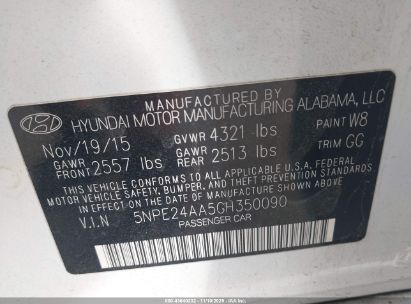 MANUFACTURED BY
HYUNDAI MOTOR MANUFACTURING ALABAMA, LLC
Nov/19/15 GVWR 4321 lbs PAINT W8
GAWR FRONT 2557 lbs GAWR REAR 2513 lbs TRIM GG
THIS VEHICLE CONFORMS TO ALL APPLICABLE U.S. FEDERAL
MOTOR VEHICLE SAFETY, BUMPER, AND THEFT PREVENTION
STANDARDS IN EFFECT ON THE DATE OF MANUFACTURE SHOWN ABOVE.
V.I.N 5NPE24AA5GH350090
PASSENGER CAR